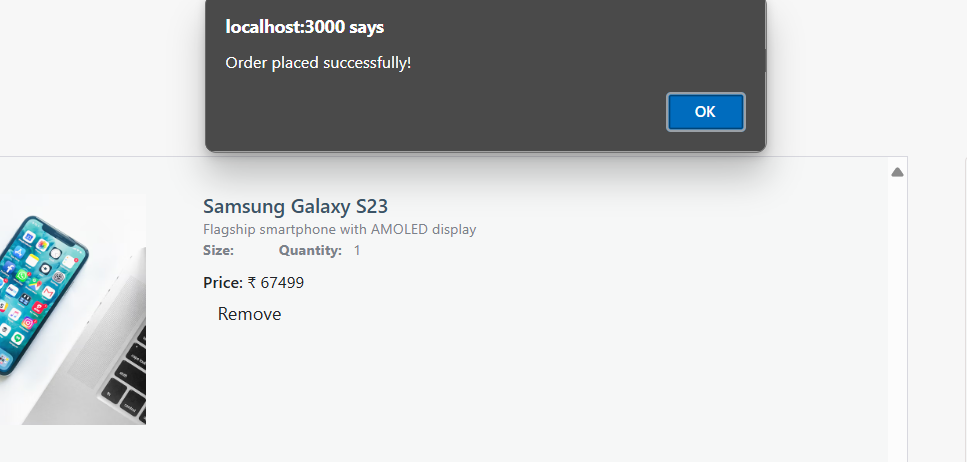 localhost:3000 says
Order placed successfully!
OK
Samsung Galaxy S23
Flagship smartphone with AMOLED display
Size: Quantity: 1
Price: ₹ 67499
Remove